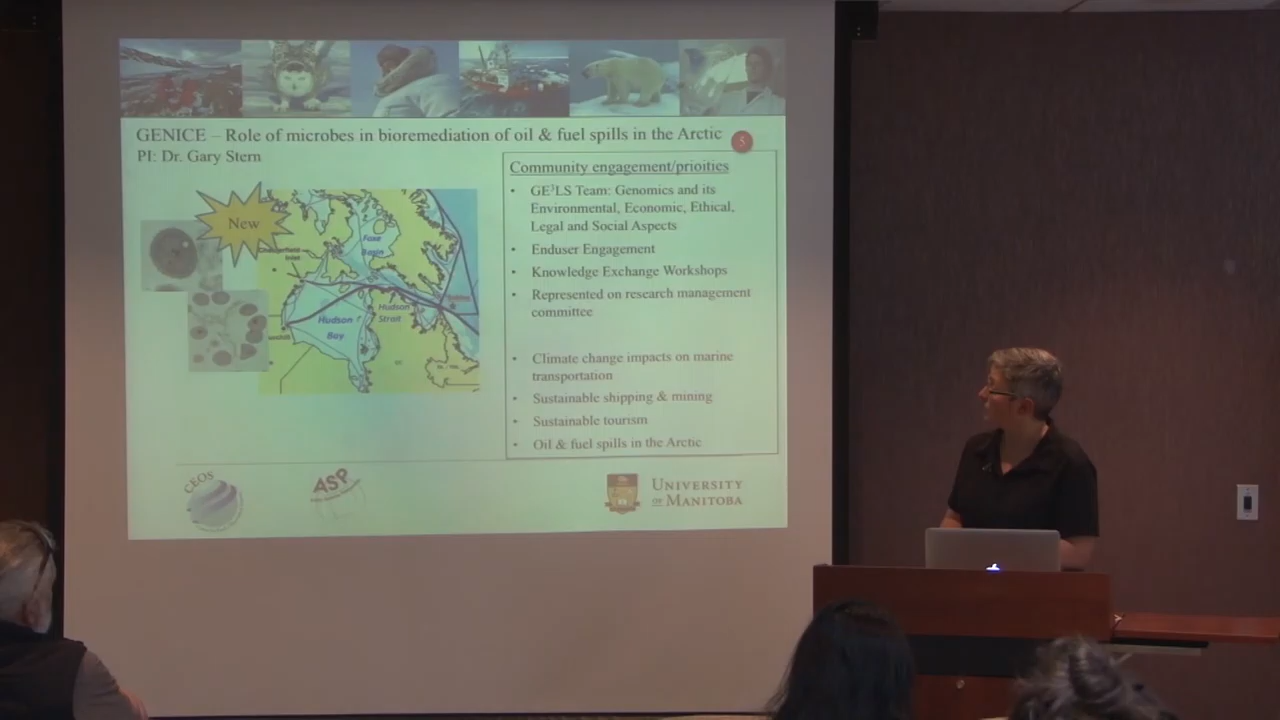 GENICE – Role of microbes in bioremediation of oil & fuel spills in the Arctic
5
PI: Dr. Gary Stern
Community engagement/prioities
• GE³LS Team: Genomics and its
Environmental, Economic, Ethical,
Legal and Social Aspects
• Enduser Engagement
• Knowledge Exchange Workshops
• Represented on research management
committee
• Climate change impacts on marine
transportation
• Sustainable shipping & mining
• Sustainable tourism
• Oil & fuel spills in the Arctic
New
Foxe
Basin
Inlet
Hudson
Strait
Hudson
Bay
CEOS
ASP
UNIVERSITY
OF MANITOBA